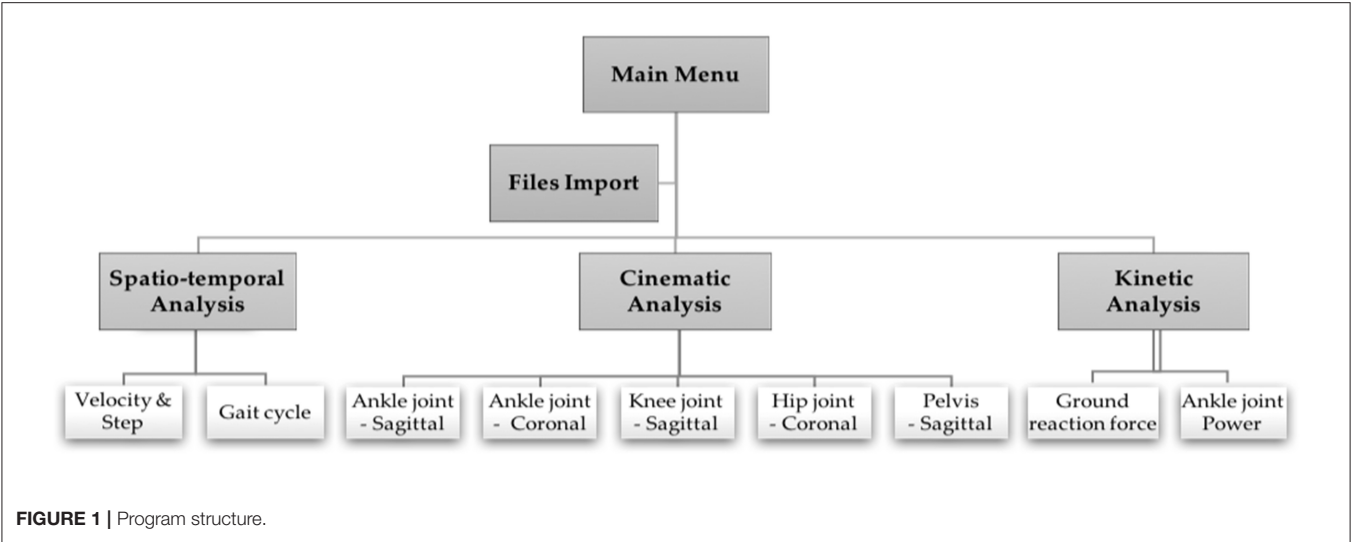 Main Menu
Files Import
Spatio-temporal
Analysis
Cinematic
Analysis
Kinetic
Analysis
Velocity &
Step
Gait cycle
Ankle joint
- Sagittal
Ankle joint
- Coronal
Knee joint
- Sagittal
Hip joint
- Coronal
Pelvis
- Sagittal
Ground
reaction force
Ankle joint
Power
FIGURE 1 | Program structure.